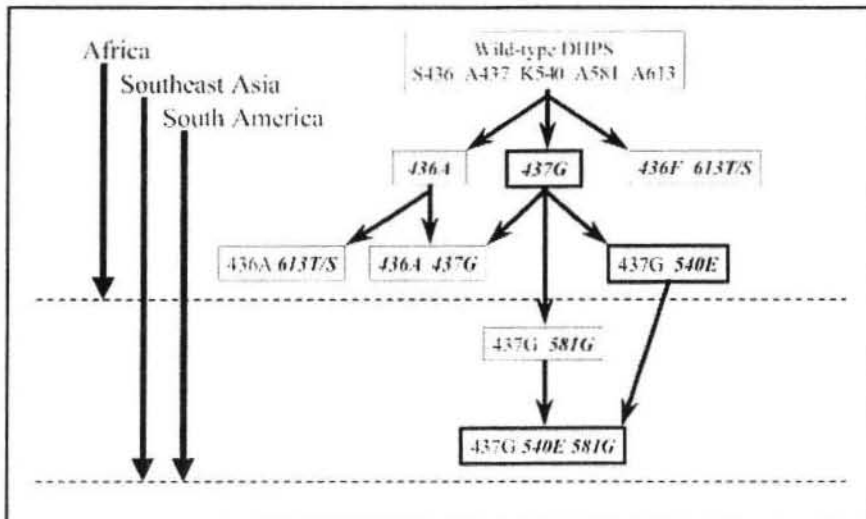 Africa
Southeast Asia
South America
Wild-type DHPS
S436 A437 K540 A581 A613
436A
437G
436F 613T/S
436A 613T/S
436A 437G
437G 540E
437G 581G
437G 540E 581G